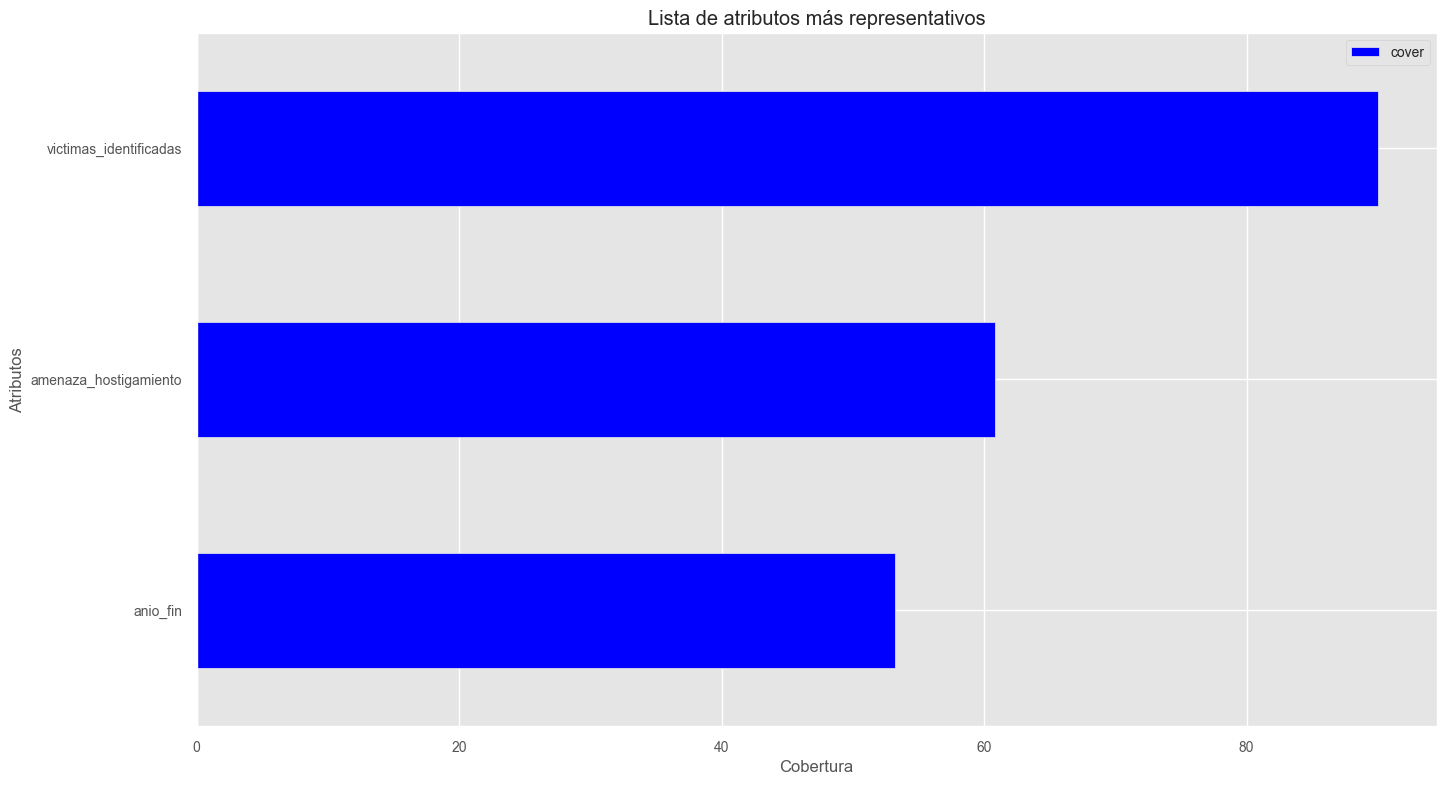 Lista de atributos más representativos
cover
victimas_identificadas
amenaza_hostigamiento
anio_fin
Atributos
0 20 40 60 80
Cobertura